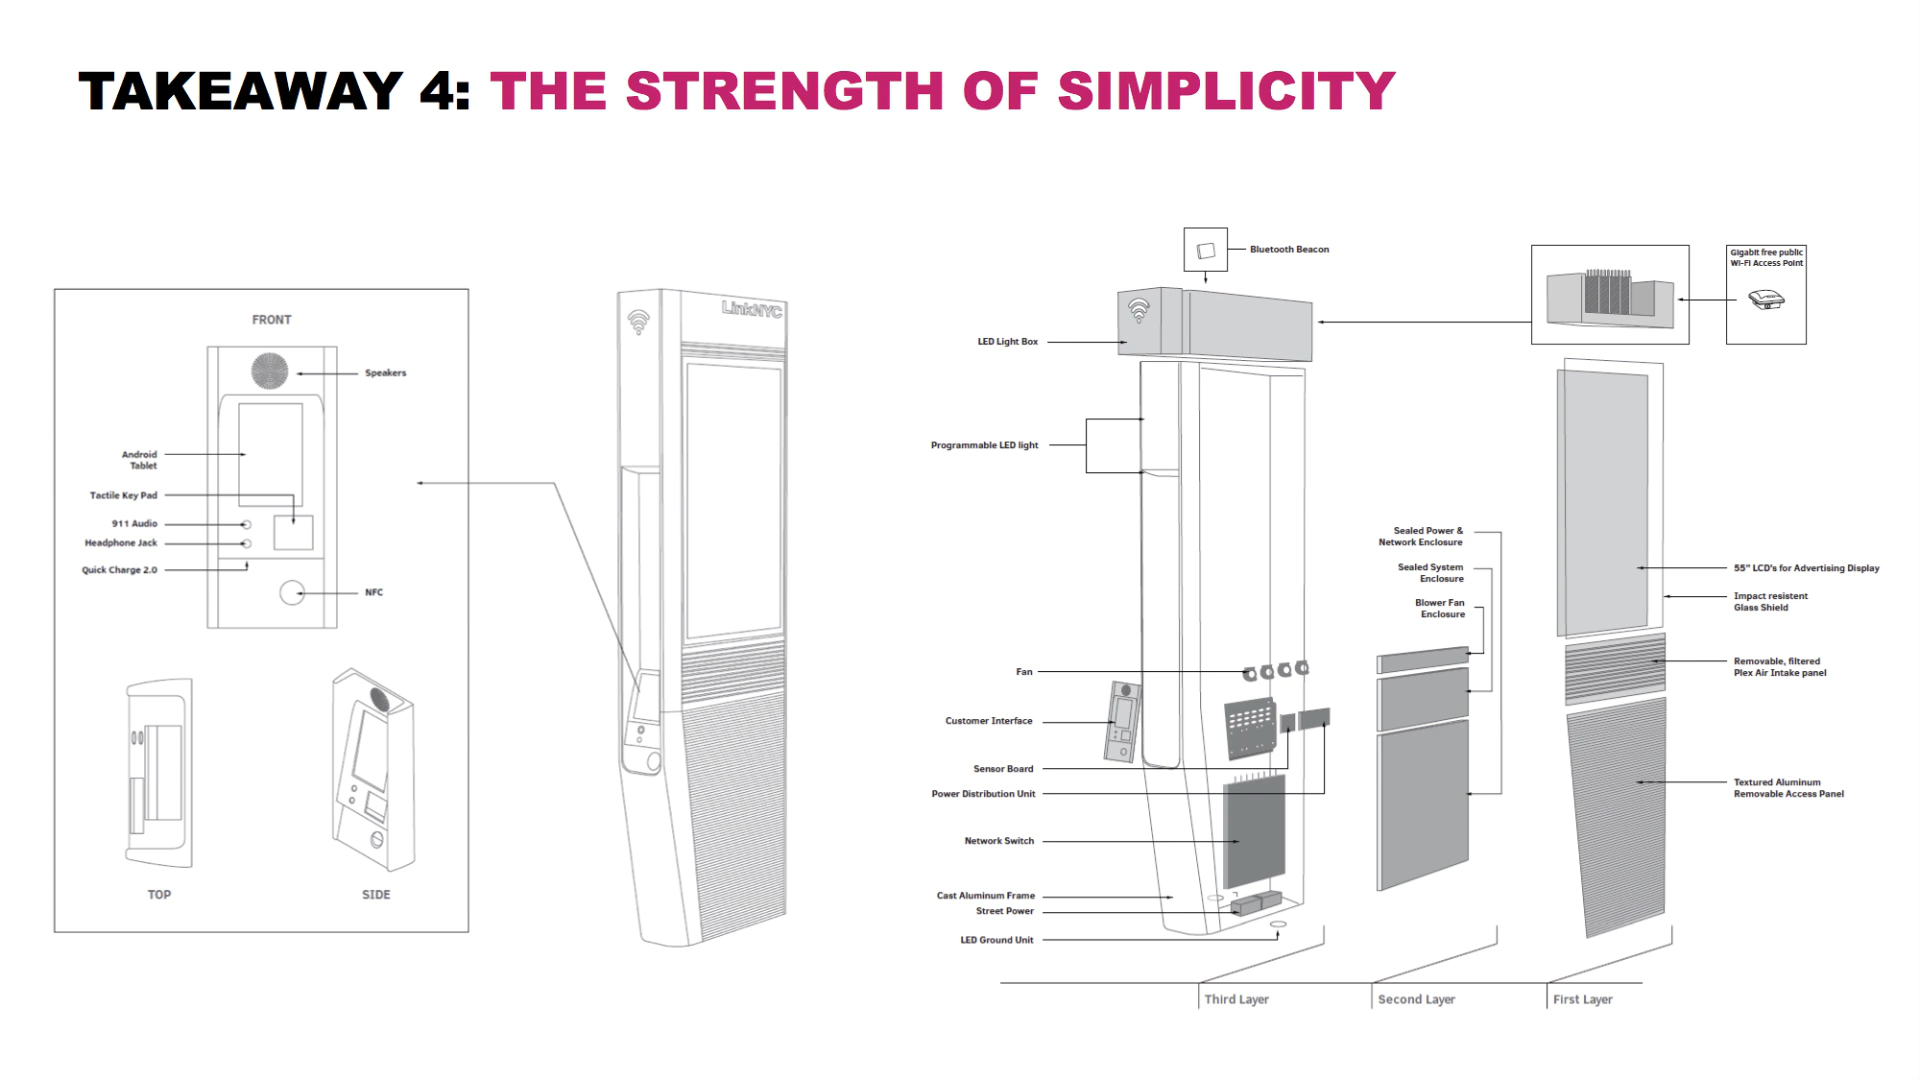 TAKEAWAY 4: THE STRENGTH OF SIMPLICITY
FRONT
Speakers
Android
Tablet
Tactile Key Pad
911 Audio
Headphone Jack
Quick Charge 2.0
NFC
TOP
SIDE
LinkNYC
Bluetooth Beacon
Gigabit free public
Wi-Fi Access Point
LED Light Box
Programmable LED light
Fan
Customer Interface
Sensor Board
Power Distribution Unit
Network Switch
Cast Aluminum Frame
Street Power
LED Ground Unit
Sealed Power &
Network Enclosure
Sealed System
Enclosure
Blower Fan
Enclosure
55" LCD's for Advertising Display
Impact resistent
Glass Shield
Removable, filtered
Plex Air Intake panel
Textured Aluminum
Removable Access Panel
Third Layer
Second Layer
First Layer